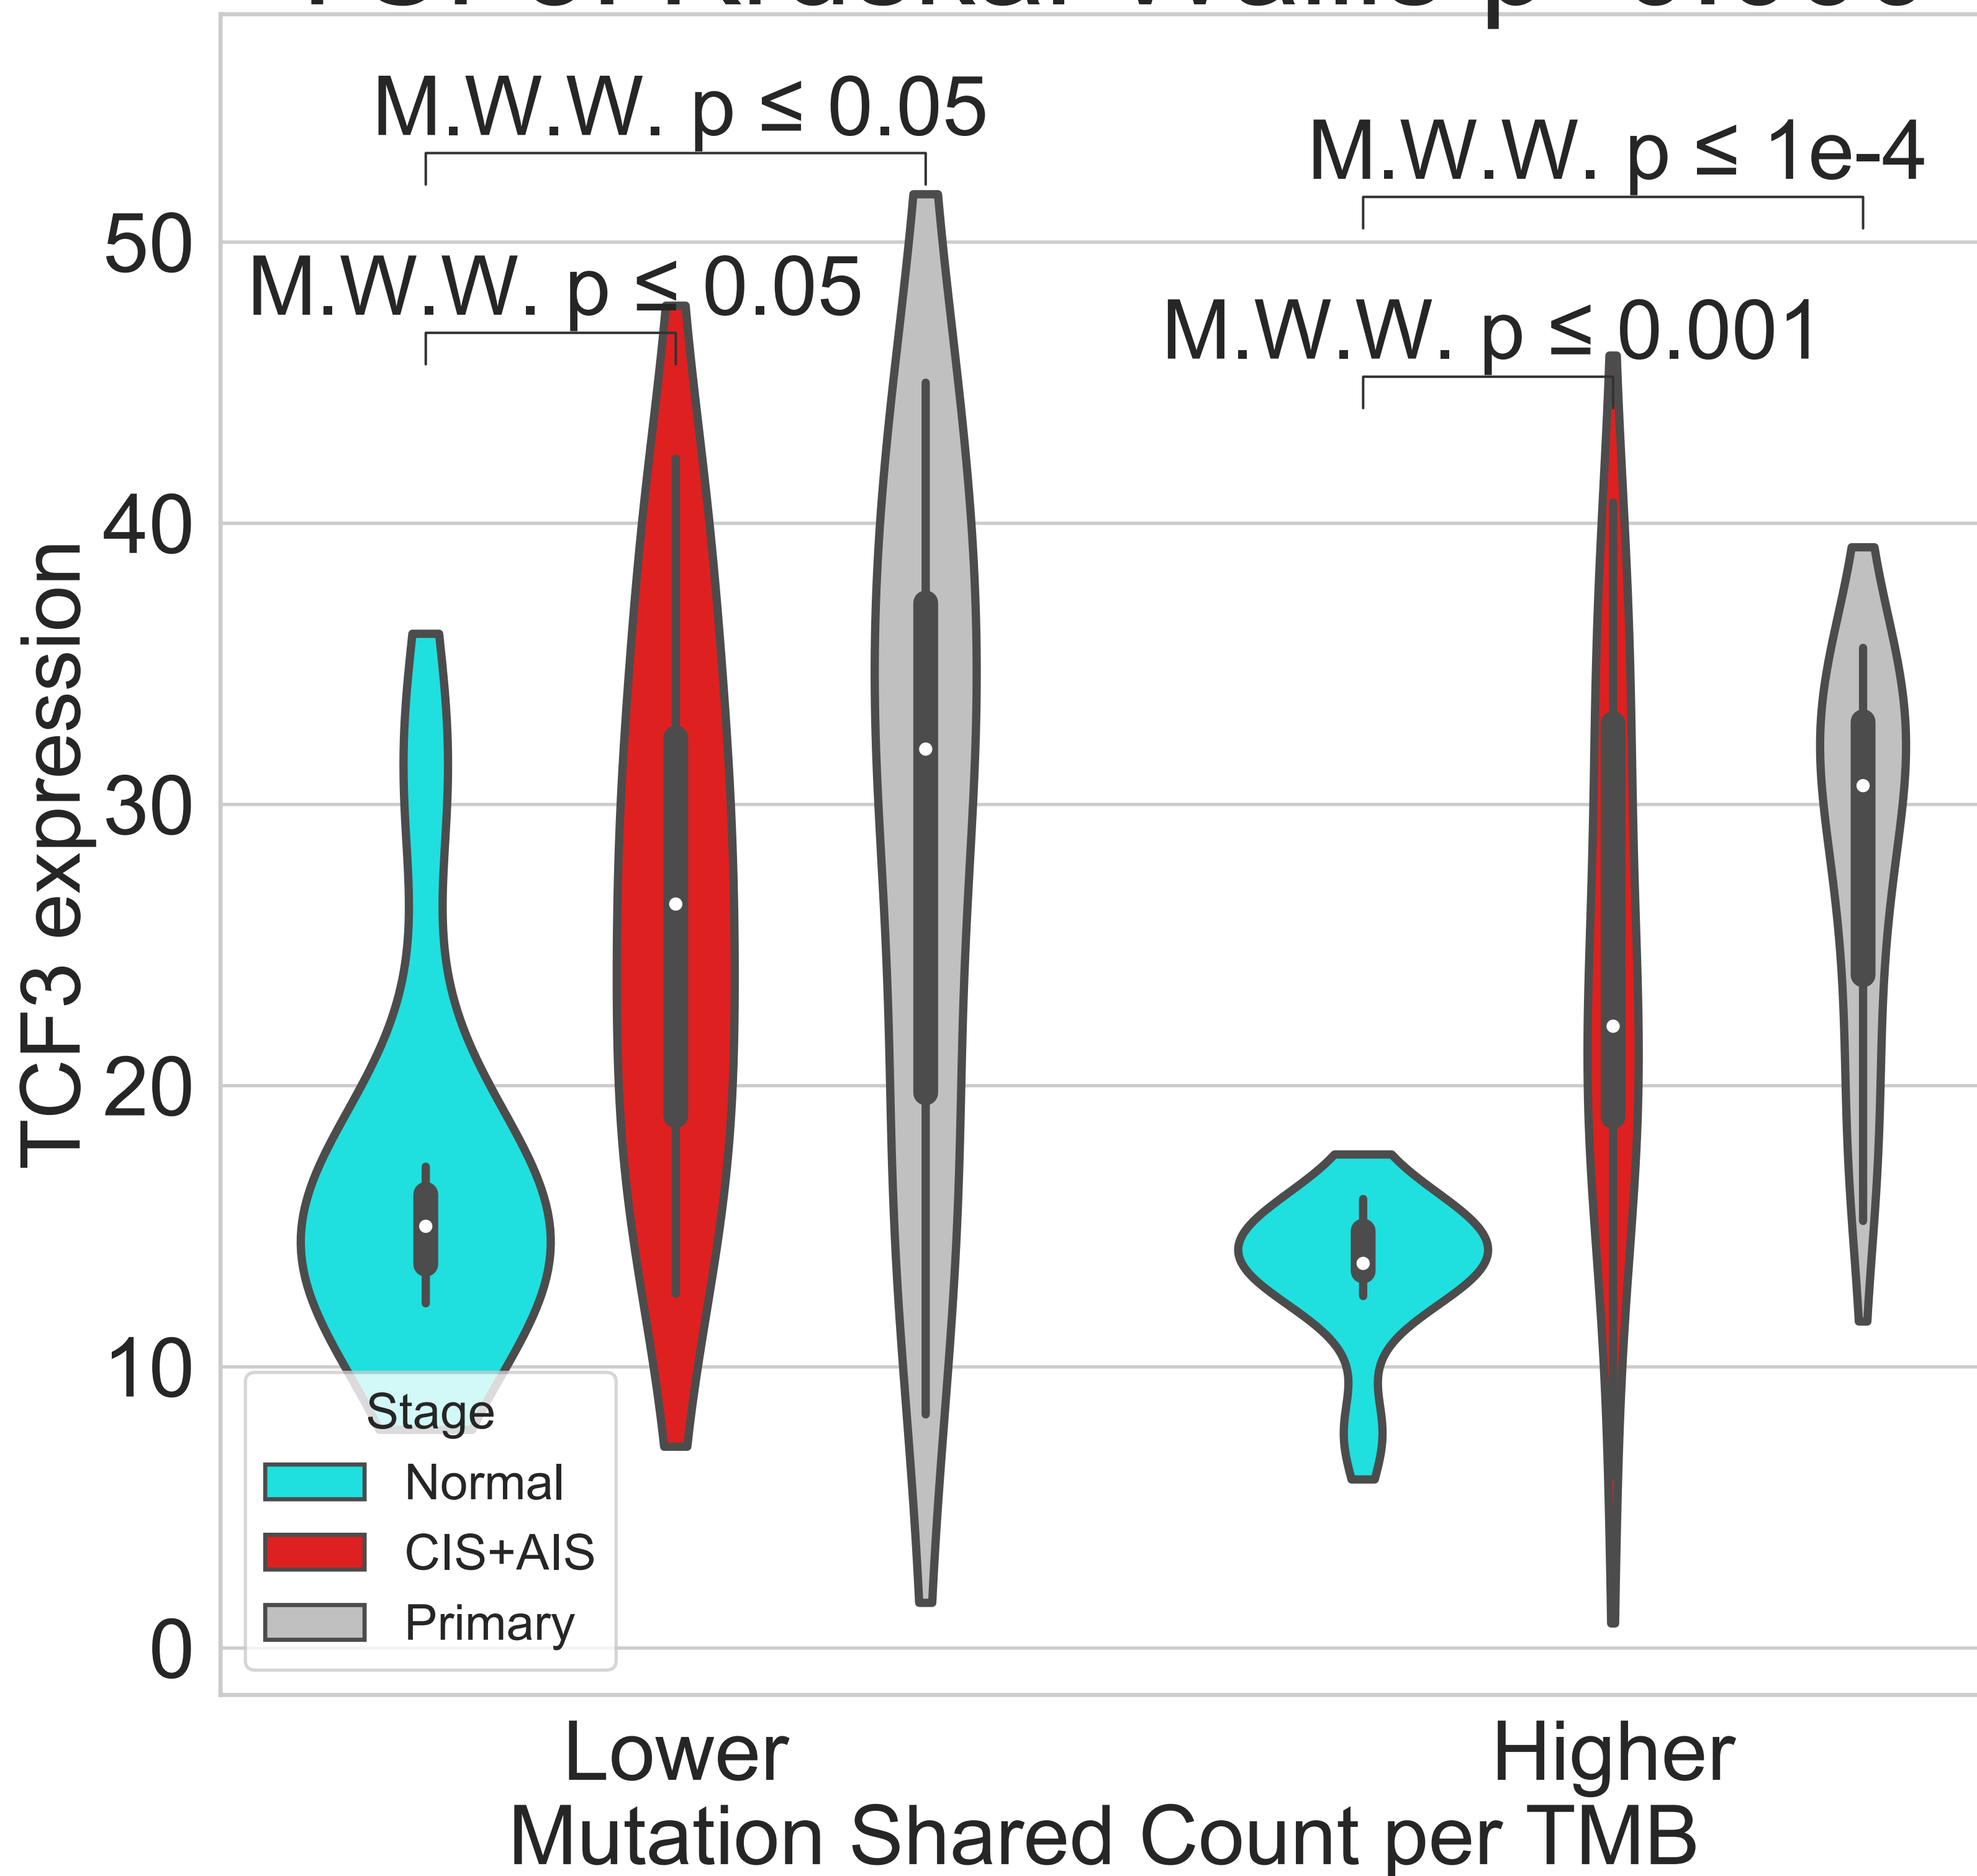 M.W.W. p ≤ 0.05
M.W.W. p ≤ 1e-4
M.W.W. p ≤ 0.05
M.W.W. p ≤ 0.001
TCF3 expression
50
40
30
20
10
0
Stage
Normal
CIS+AIS
Primary
Lower
Higher
Mutation Shared Count per TMB